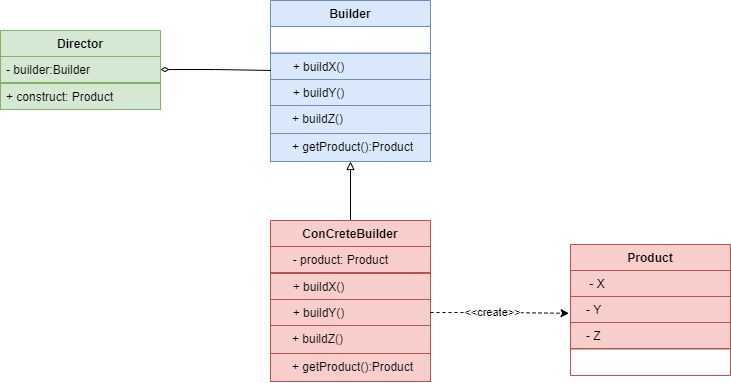 Builder
+ buildX()
+ buildY()
+ buildZ()
+ getProduct():Product
Director
- builder:Builder
+ construct: Product
ConCreteBuilder
- product: Product
+ buildX()
+ buildY()
+ buildZ()
+ getProduct():Product
<<create>>
Product
- X
- Y
- Z